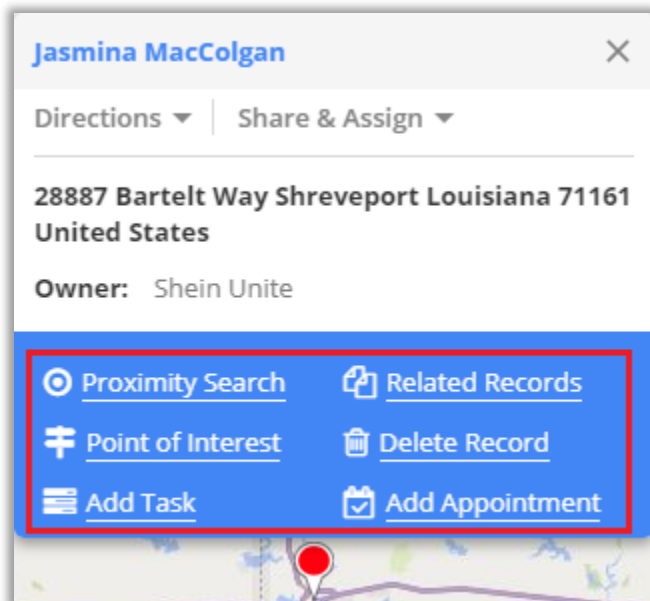 Jasmina MacColgan
Directions Share & Assign
28887 Bartelt Way Shreveport Louisiana 71161
United States
Owner: Shein Unite
Proximity Search Related Records
Point of Interest Delete Record
Add Task Add Appointment